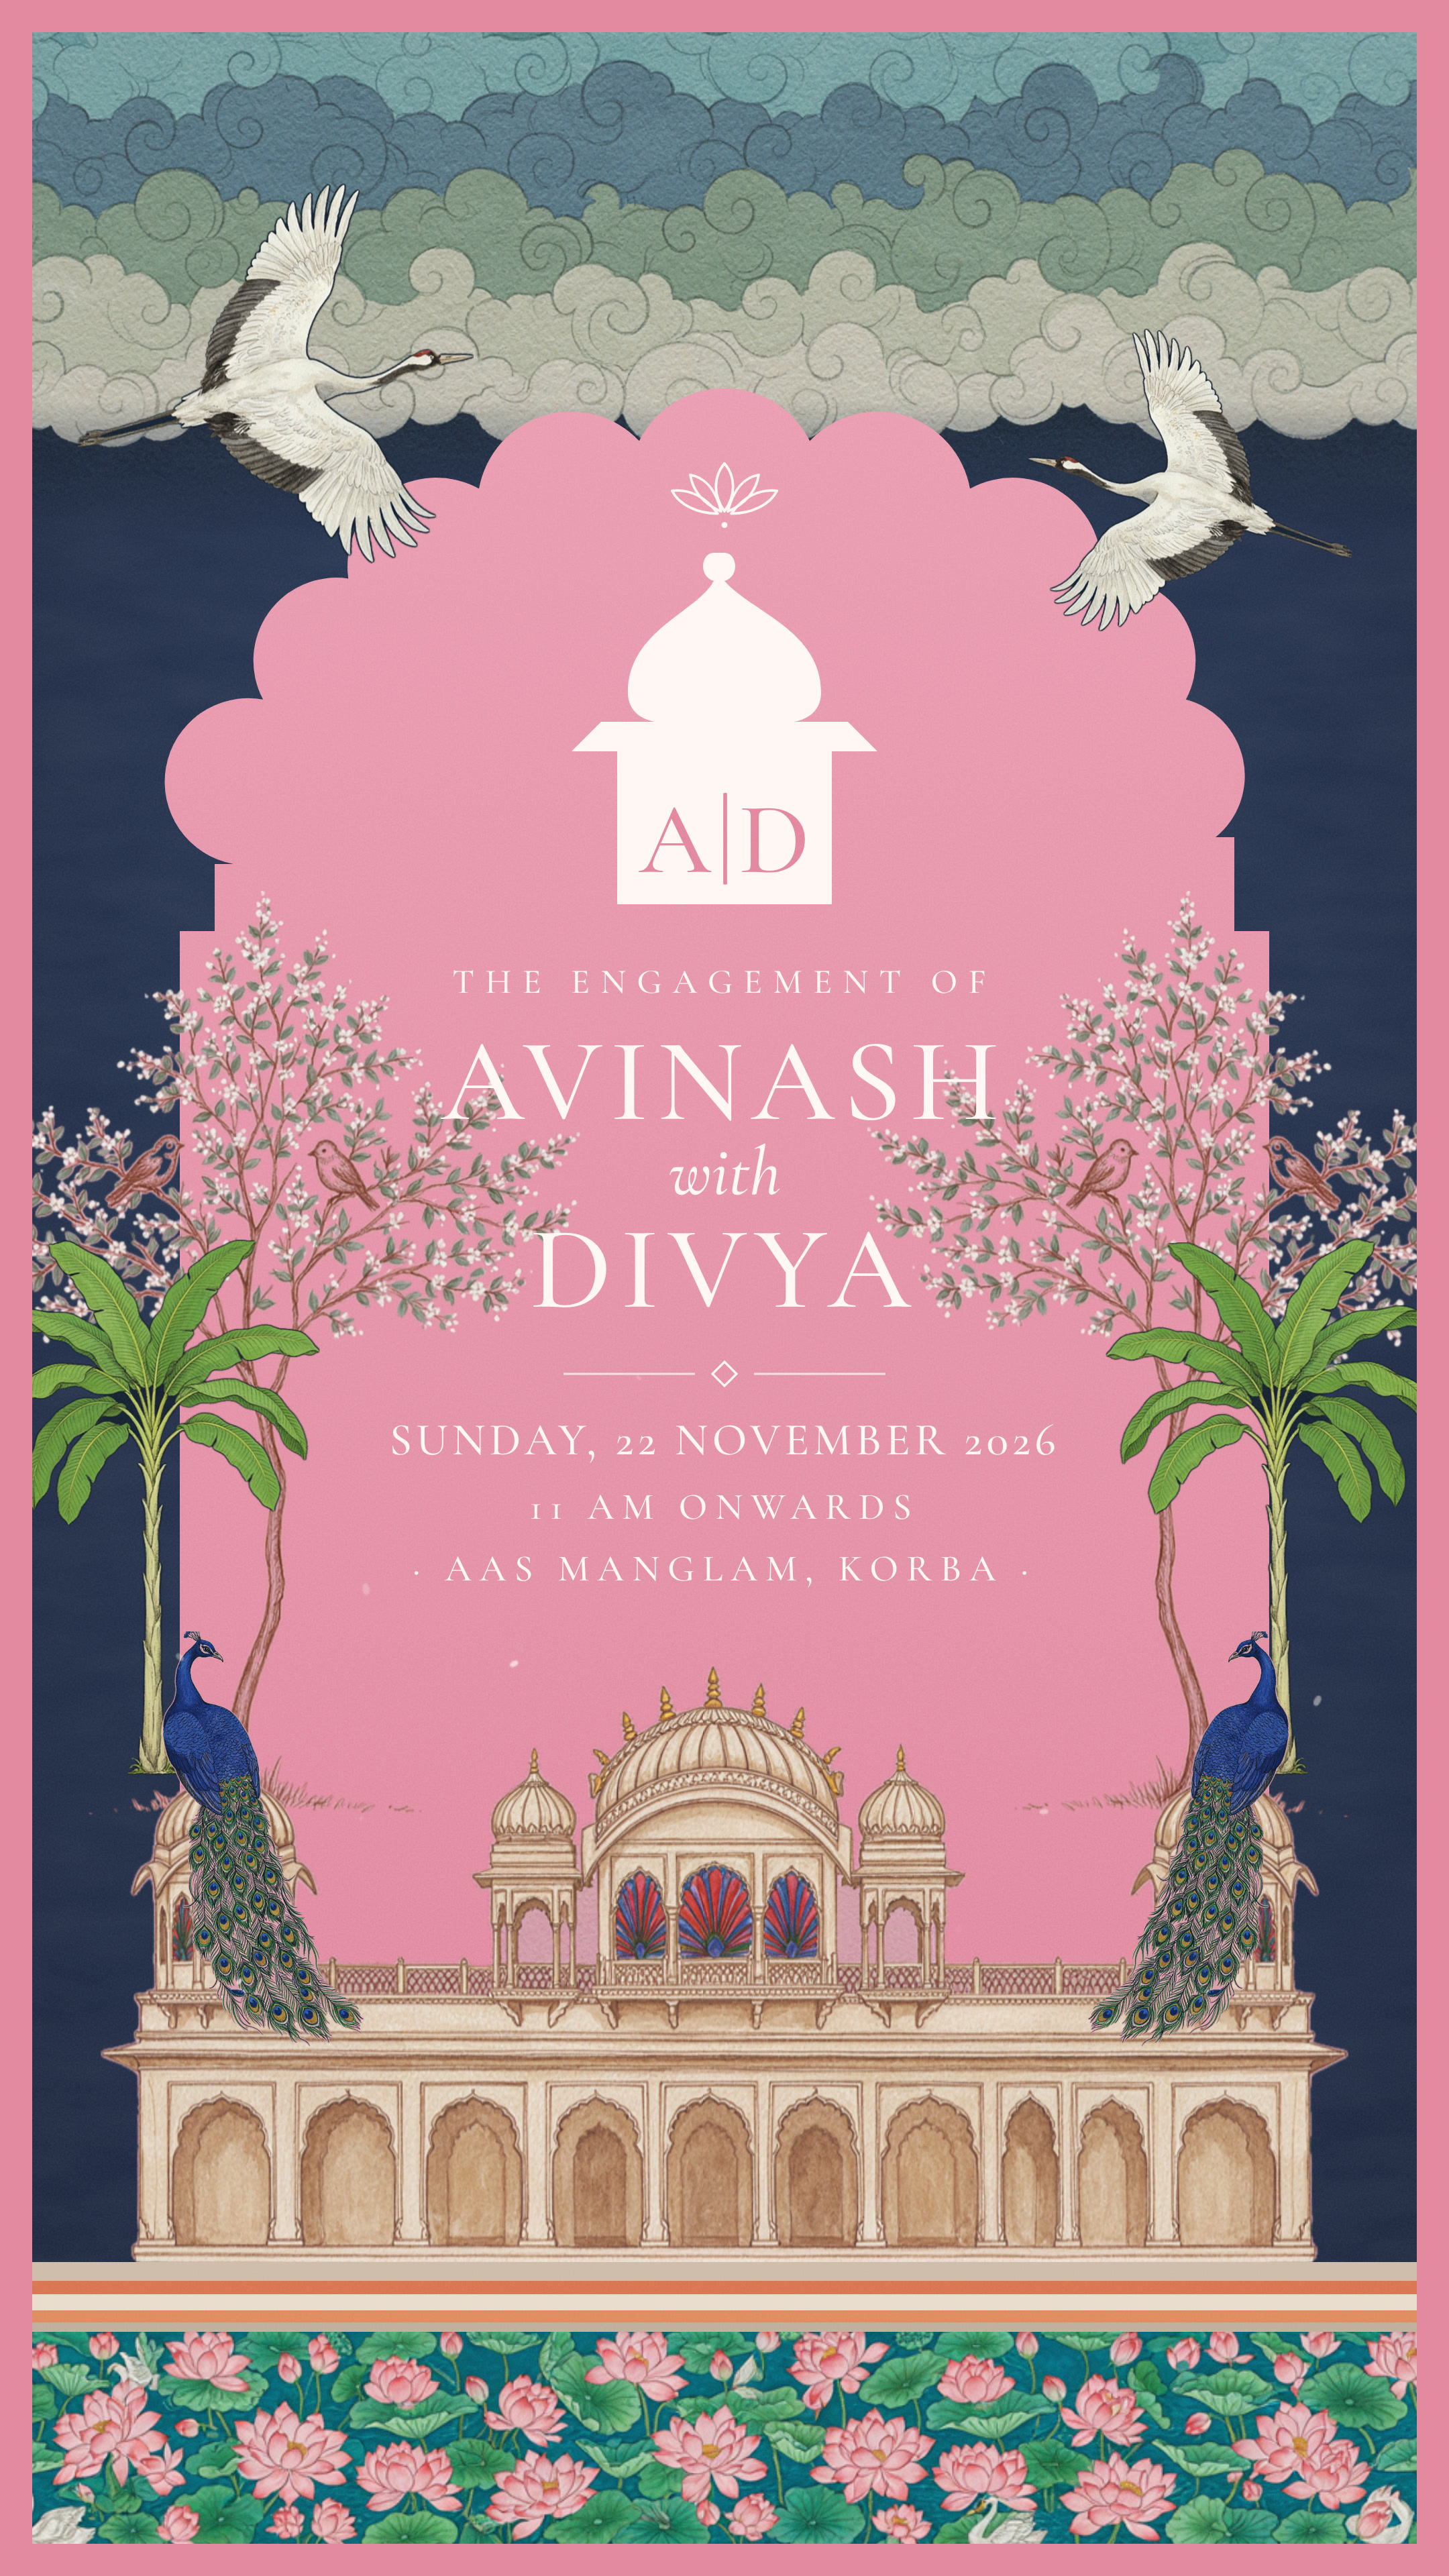 A|D
THE ENGAGEMENT OF
AVINASH
with
DIVYA
SUNDAY, 22 NOVEMBER 2026
11 AM ONWARDS
· AAS MANGLAM, KORBA ·